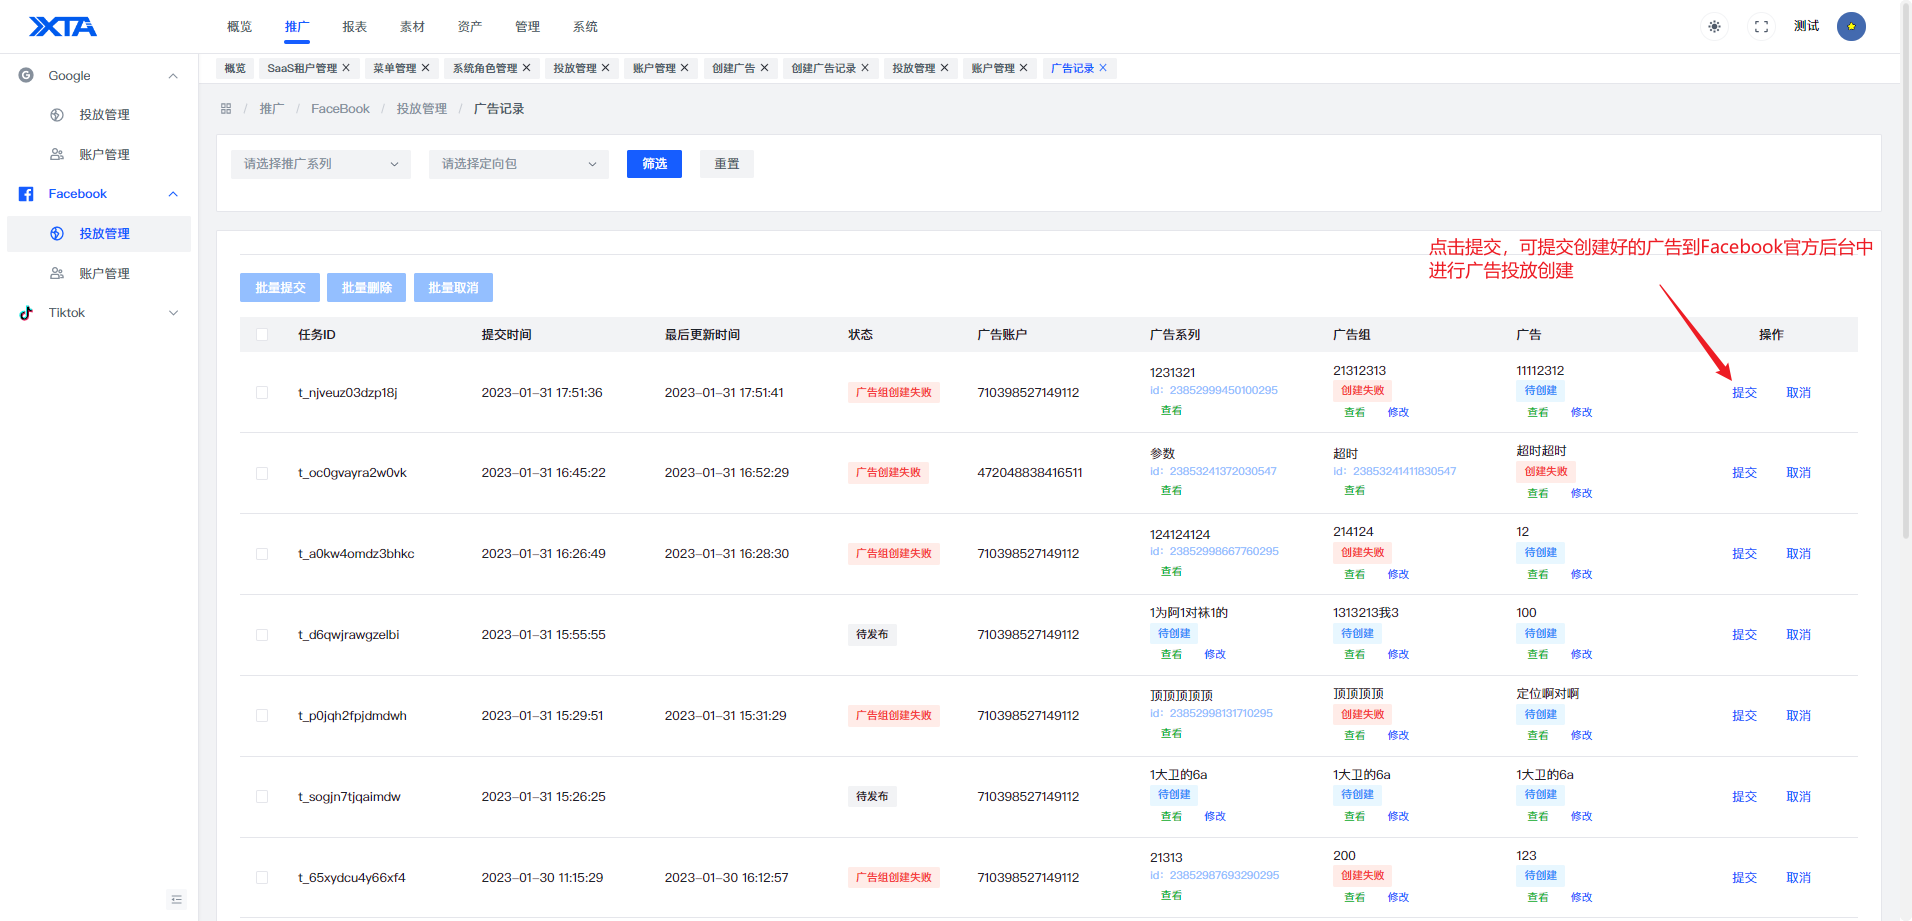 XTA
概览 推广 报表 素材 资产 管理 系统 测试
Google
投放管理
账户管理
Facebook
投放管理
账户管理
Tiktok
概览 SaaS租户管理 菜单管理 系统角色管理 投放管理 账户管理 创建广告 创建广告记录 投放管理 账户管理 广告记录
/ 推广 / FaceBook / 投放管理 / 广告记录
请选择推广系列 请选择定向包 筛选 重置
点击提交，可提交创建好的广告到Facebook官方后台中
进行广告投放创建
批量提交 批量删除 批量取消
任务ID 提交时间 最后更新时间 状态 广告账户 广告系列 广告组 广告 操作
1231321 21312313 11112312
t_njveuz03dzp18j 2023-01-31 17:51:36 2023-01-31 17:51:41 广告组创建失败 710398527149112 id: 23852999450100295 创建失败 待创建 提交 取消
查看 查看 修改 查看 修改
参数 超时 超时超时
t_oc0gvayra2w0vk 2023-01-31 16:45:22 2023-01-31 16:52:29 广告创建失败 472048838416511 id: 23853241372030547 id: 23853241411830547 创建失败 提交 取消
查看 查看 查看 修改
124124124 214124 12
t_a0kw4omdz3bhkc 2023-01-31 16:26:49 2023-01-31 16:28:30 广告组创建失败 710398527149112 id: 23852998667760295 创建失败 待创建 提交 取消
查看 查看 修改 查看 修改
1为阿1对袜1的 1313213我3 100
t_d6qwjrawgzelbi 2023-01-31 15:55:55 待发布 710398527149112 待创建 待创建 待创建 提交 取消
查看 修改 查看 修改 查看 修改
顶顶顶顶顶 顶顶顶顶 定位啊对啊
t_p0jqh2fpjdmdwh 2023-01-31 15:29:51 2023-01-31 15:31:29 广告组创建失败 710398527149112 id: 23852998131710295 创建失败 待创建 提交 取消
查看 查看 修改 查看 修改
1大卫的6a 1大卫的6a 1大卫的6a
t_sogjn7tjqaimdw 2023-01-31 15:26:25 待发布 710398527149112 待创建 待创建 待创建 提交 取消
查看 修改 查看 修改 查看 修改
21313 200 123
t_65xydcu4y66xf4 2023-01-30 11:15:29 2023-01-30 16:12:57 广告组创建失败 710398527149112 id: 23852987693290295 创建失败 待创建 提交 取消
查看 查看 修改 查看 修改